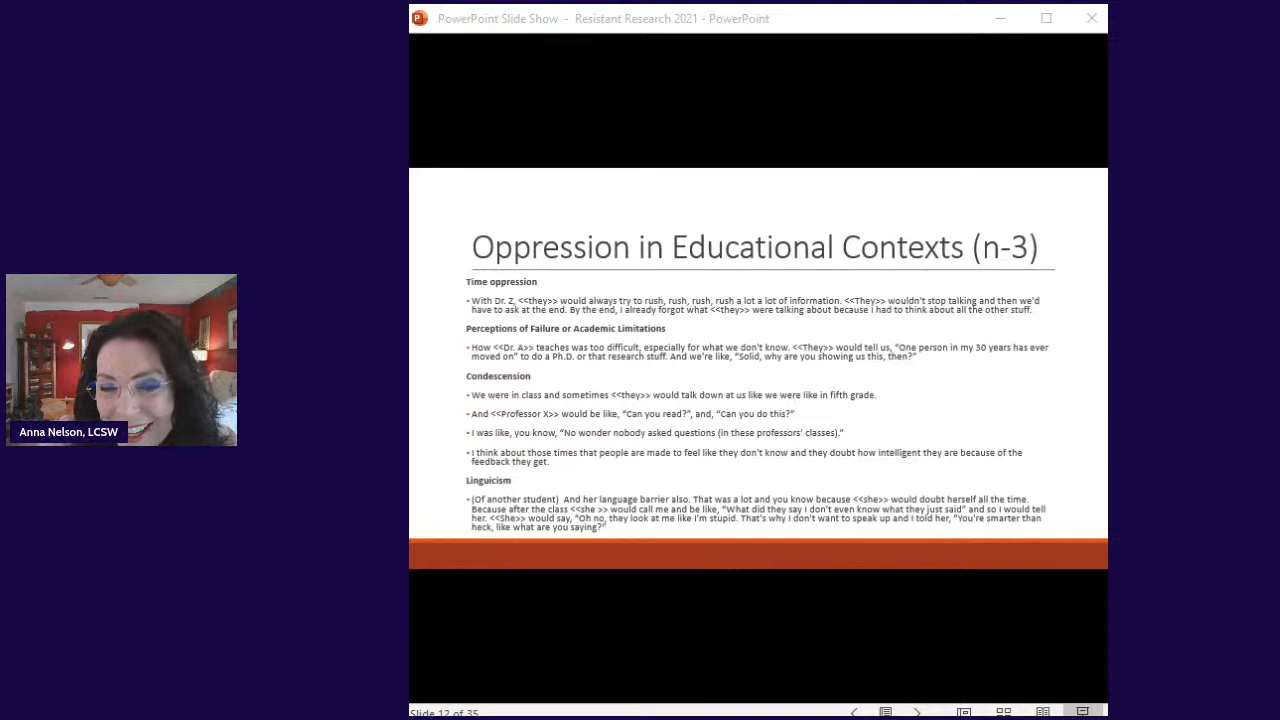 PowerPoint Slide Show - Resistant Research 2021 - PowerPoint
Oppression in Educational Contexts (n-3)
Time oppression
- With Dr. Z, <<they>> would always try to rush, rush, rush, rush a lot a lot of information. <<They>> wouldn't stop talking and then we'd
have to ask at the end. By the end, I already forgot what <<they>> were talking about because I had to think about all the other stuff.
Perceptions of Failure or Academic Limitations
- How <<Dr. A>> teaches was too difficult, especially for what we don't know. <<They>> would tell us, "One person in my 30 years has ever
moved on" to do a Ph.D. or that research stuff. And we're like, "Solid, why are you showing us this, then?"
Condescension
- We were in class and sometimes <<they>> would talk down at us like we were like in fifth grade.
- And <<Professor X>> would be like, "Can you read?", and, "Can you do this?"
- I was like, you know, "No wonder nobody asked questions (in these professors' classes)."
- I think about those times that people are made to feel like they don't know and they doubt how intelligent they are because of the
feedback they get.
Linguicism
- (Of another student) And her language barrier also. That was a lot and you know because <<she>> would doubt herself all the time.
Because after the class <<she >> would call me and be like, "What did they say I don't even know what they just said" and so I would tell
her. <<She>> would say, "Oh no, they look at me like I'm stupid. That's why I don't want to speak up and I told her, "You're smarter than
heck, like what are you saying?"
Anna Nelson, LCSW
Slide 12 of 35